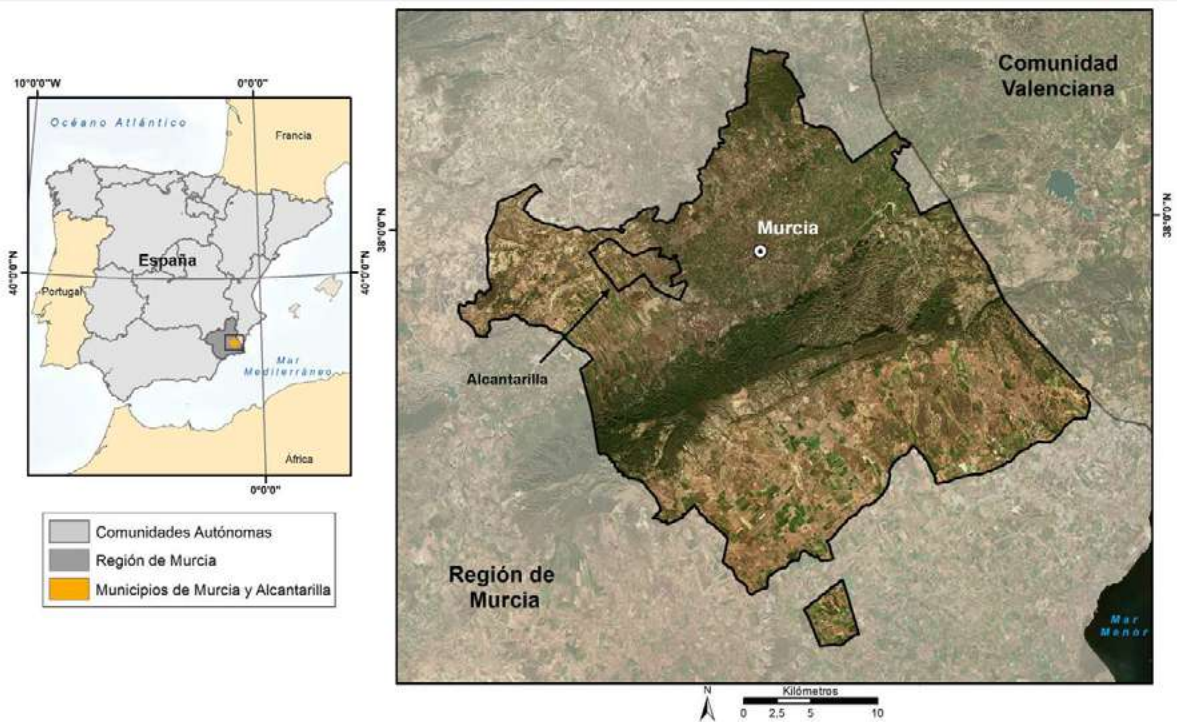 10°0'0"W
0°0'0"
Océano Atlántico
Francia
40°0'0"N
España
Portugal
40°0'0"N
Mar
Mediterráneo
África
0°0'0"
Comunidades Autónomas
Región de Murcia
Municipios de Murcia y Alcantarilla
Comunidad
Valenciana
38°0'0"N
38°0'0"N
Murcia
Alcantarilla
Región de
Murcia
Mar
Menor
N
Kilómetros
0 2,5 5 10